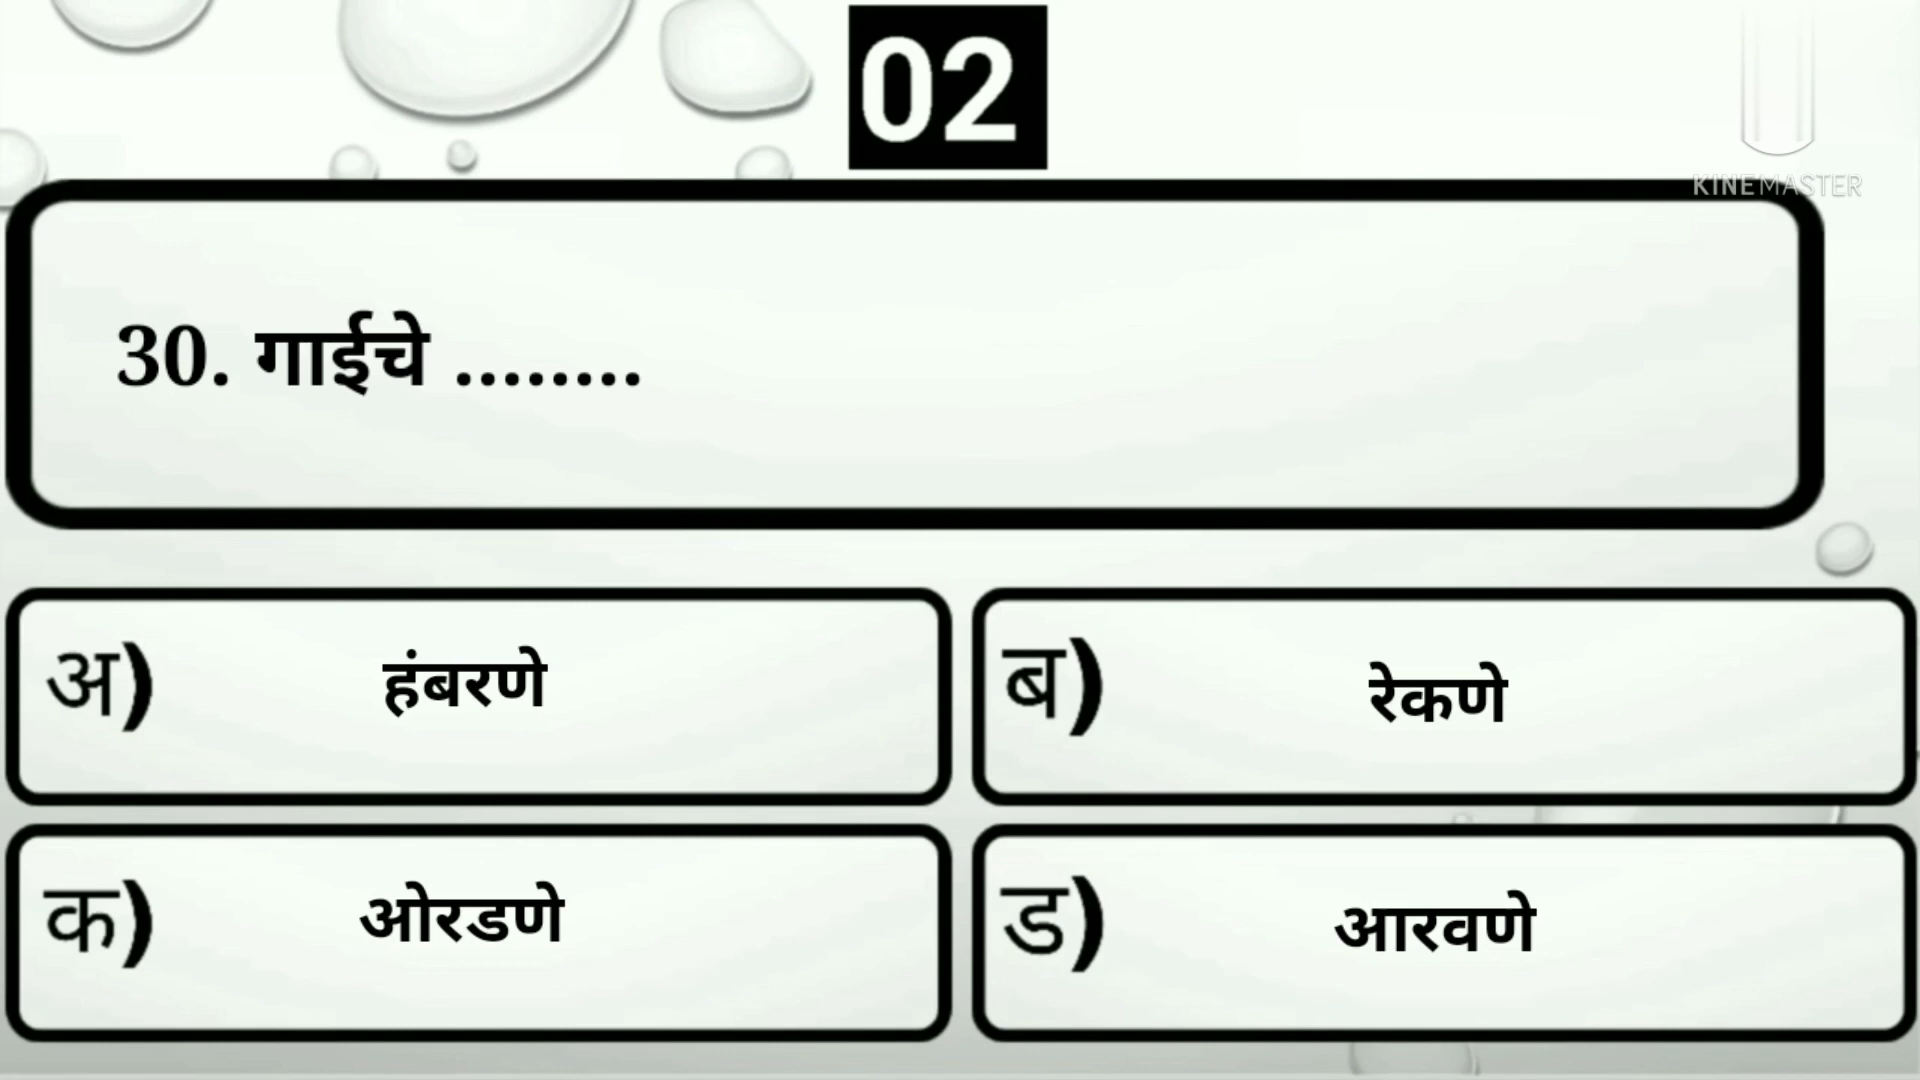 02
KINEMASTER
30. गाईचे ........
अ) हंबरणे
ब) रेकणे
क) ओरडणे
ड) आरवणे